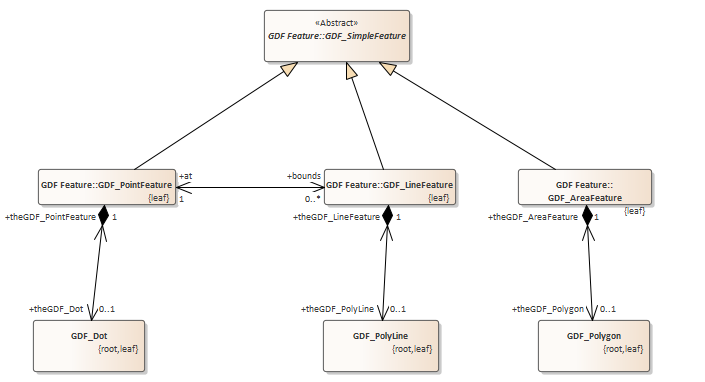 «Abstract»
GDF Feature::GDF_SimpleFeature
+at
+bounds
GDF Feature::GDF_PointFeature
{leaf}
1
0..*
GDF Feature::GDF_LineFeature
{leaf}
GDF Feature::
GDF_AreaFeature
{leaf}
+theGDF_PointFeature
1
+theGDF_LineFeature
1
+theGDF_AreaFeature
1
+theGDF_Dot
0..1
+theGDF_PolyLine
0..1
+theGDF_Polygon
0..1
GDF_Dot
{root,leaf}
GDF_PolyLine
{root,leaf}
GDF_Polygon
{root,leaf}